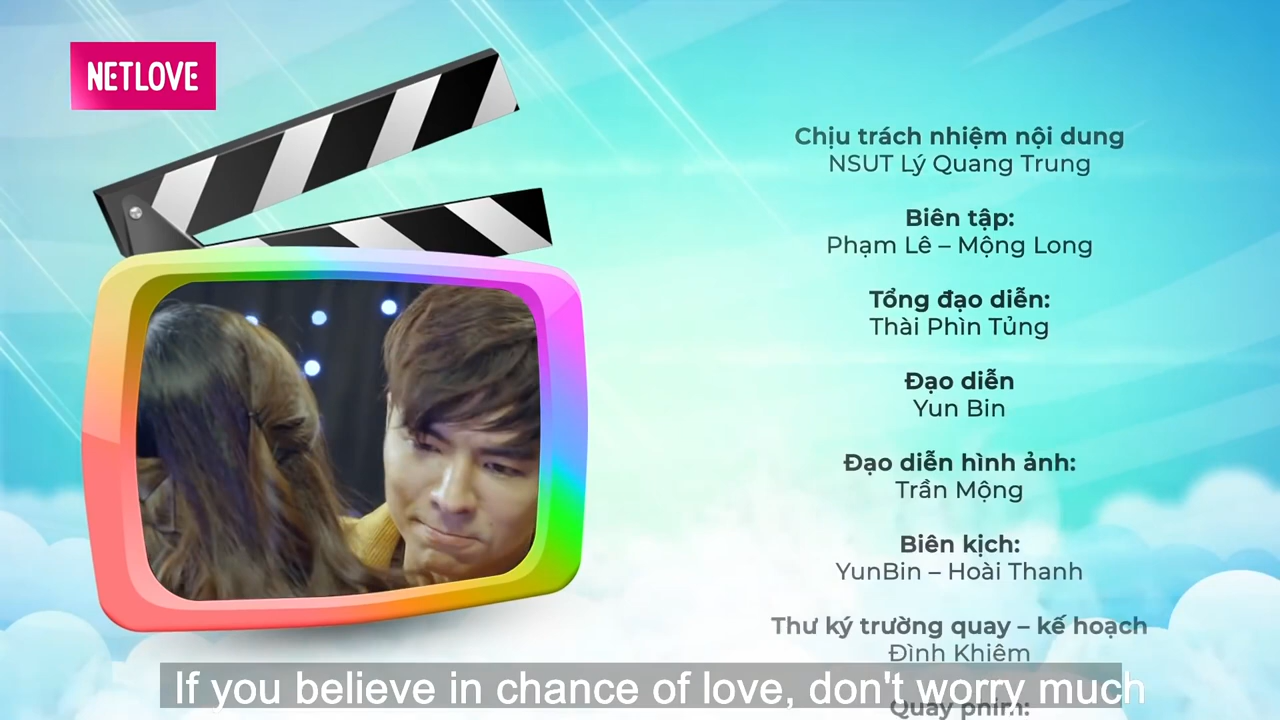 NETLOVE
Chịu trách nhiệm nội dung
NSUT Lý Quang Trung
Biên tập:
Phạm Lê – Mộng Long
Tổng đạo diễn:
Thài Phìn Tủng
Đạo diễn
Yun Bin
Đạo diễn hình ảnh:
Trần Mộng
Biên kịch:
YunBin – Hoài Thanh
Thư ký trường quay – kế hoạch
Đình Khiêm
If you believe in chance of love, don't worry much
Quay phim: